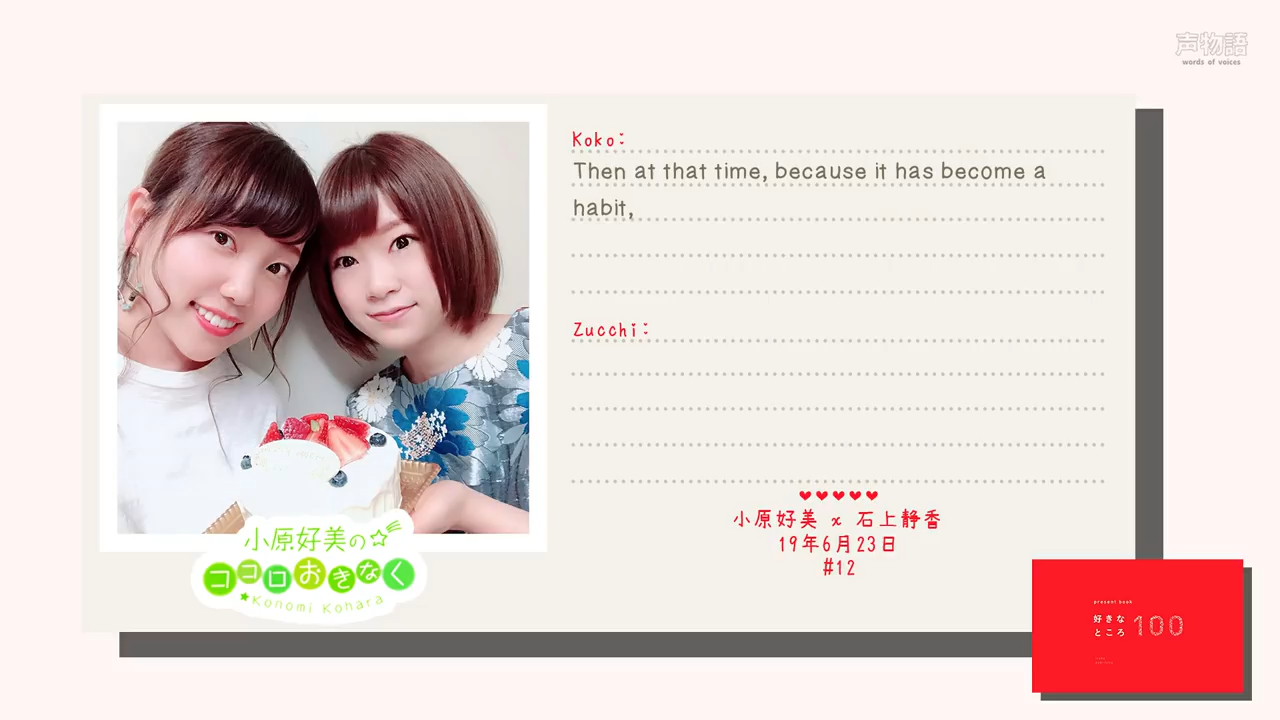 声物語
words of voices
Koko:
Then at that time, because it has become a
habit,
Zucchi:
♥♥♥♥♥
小原好美 x 石上静香
19年6月23日
#12
小原好美の☆
ココロおきなく
★Konomi Kohara
present book
好きな
ところ
100